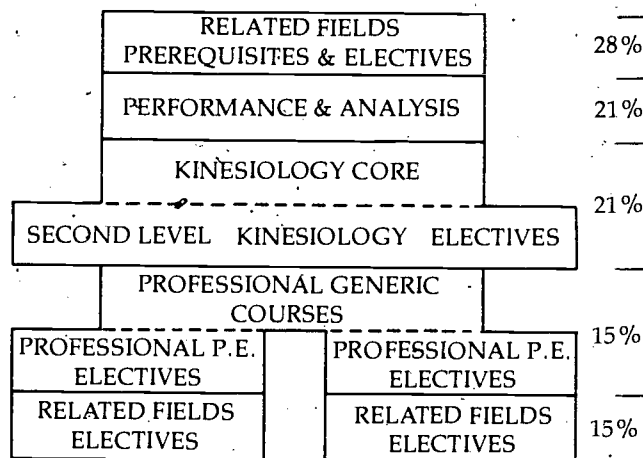 RELATED FIELDS
PREREQUISITES & ELECTIVES
28%
PERFORMANCE & ANALYSIS
21%
KINESIOLOGY CORE
21%
SECOND LEVEL KINESIOLOGY ELECTIVES
PROFESSIONAL GENERIC
COURSES
15%
PROFESSIONAL P.E.
ELECTIVES
PROFESSIONAL P.E.
ELECTIVES
RELATED FIELDS
ELECTIVES
RELATED FIELDS
ELECTIVES
15%